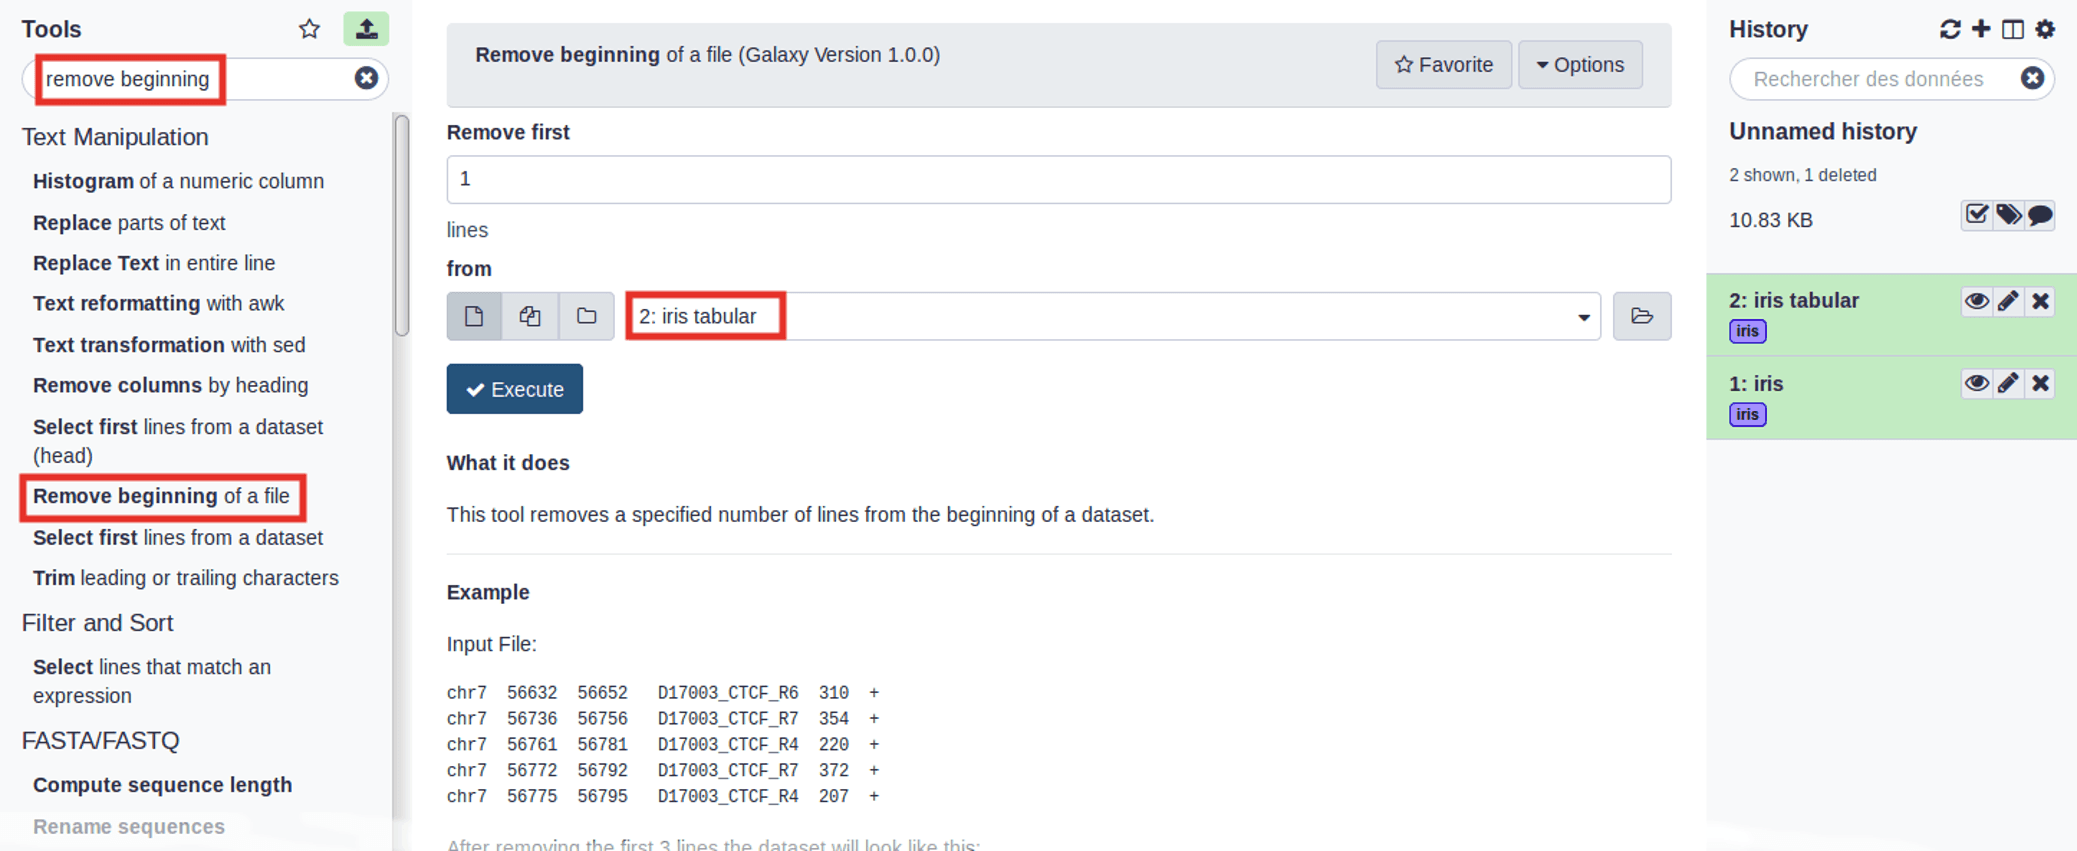 Tools
remove beginning
Text Manipulation
Histogram of a numeric column
Replace parts of text
Replace Text in entire line
Text reformatting with awk
Text transformation with sed
Remove columns by heading
Select first lines from a dataset
(head)
Remove beginning of a file
Select first lines from a dataset
Trim leading or trailing characters
Filter and Sort
Select lines that match an
expression
FASTA/FASTQ
Compute sequence length
Rename sequences
Remove beginning of a file (Galaxy Version 1.0.0)
Favorite
Options
Remove first
1
lines
from
2: iris tabular
Execute
What it does
This tool removes a specified number of lines from the beginning of a dataset.
Example
Input File:
chr7 56632 56652 D17003_CTCF_R6 310 +
chr7 56736 56756 D17003_CTCF_R7 354 +
chr7 56761 56781 D17003_CTCF_R4 220 +
chr7 56772 56792 D17003_CTCF_R7 372 +
chr7 56775 56795 D17003_CTCF_R4 207 +
After removing the first 3 lines the dataset will look like this:
History
Rechercher des données
Unnamed history
2 shown, 1 deleted
10.83 KB
2: iris tabular
iris
1: iris
iris